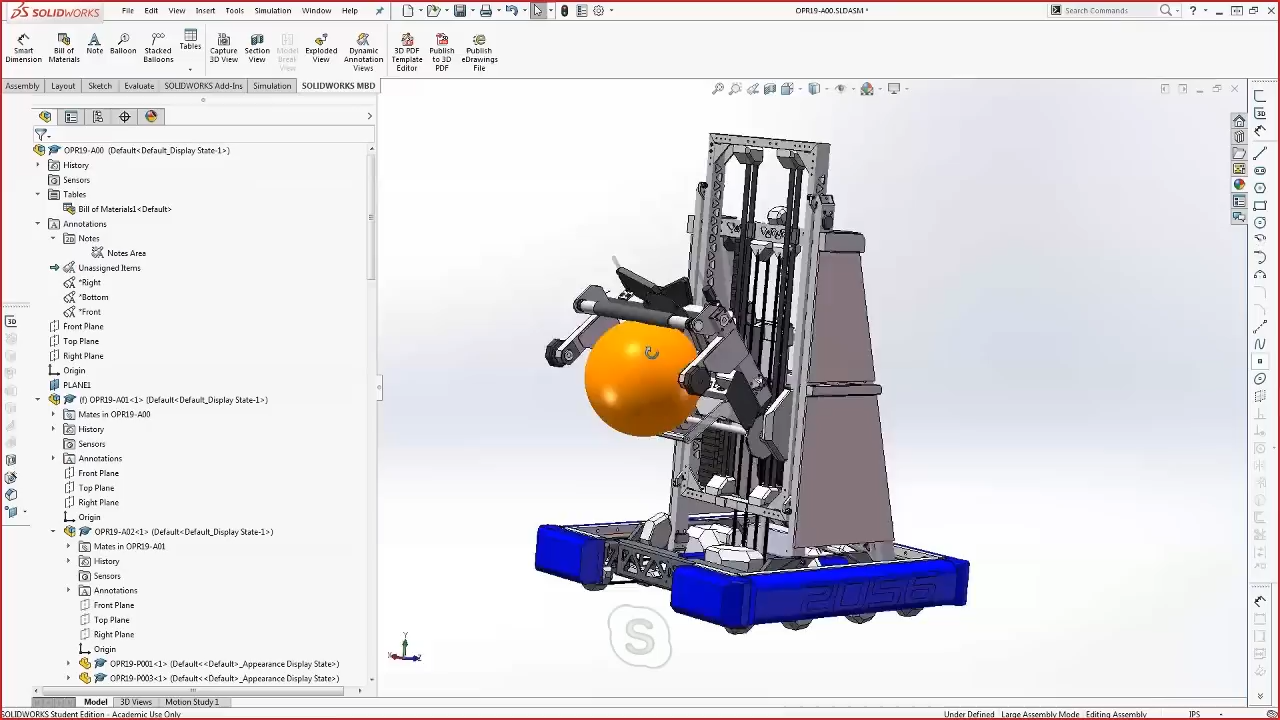 SOLIDWORKS File Edit View Insert Tools Simulation Window Help OPR19-A00.SLDASM * Search Commands
Smart Dimension
Bill of Materials
Note
Balloon
Stacked Balloons
Tables
Capture 3D View
Section View
Model Break View
Exploded View
Dynamic Annotation Views
3D PDF Template Editor
Publish to 3D PDF
Publish eDrawings File
Assembly Layout Sketch Evaluate SOLIDWORKS Add-Ins Simulation SOLIDWORKS MBD
OPR19-A00 (Default<Default_Display State-1>)
History
Sensors
Tables
Bill of Materials1 <Default>
Annotations
Notes
Notes Area
Unassigned Items
*Right
*Bottom
*Front
Front Plane
Top Plane
Right Plane
Origin
PLANE1
(f) OPR19-A01<1> (Default<Default_Display State-1>)
Mates in OPR19-A00
History
Sensors
Annotations
Front Plane
Top Plane
Right Plane
Origin
OPR19-A02<1> (Default<Default_Display State-1>)
Mates in OPR19-A01
History
Sensors
Annotations
Front Plane
Top Plane
Right Plane
Origin
OPR19-P001<1> (Default<<Default>_Appearance Display State>)
OPR19-P003<1> (Default<<Default>_Appearance Display State>)
2056
S
Y
Model 3D Views Motion Study 1
SOLIDWORKS Student Edition - Academic Use Only Under Defined Large Assembly Mode Editing Assembly IPS